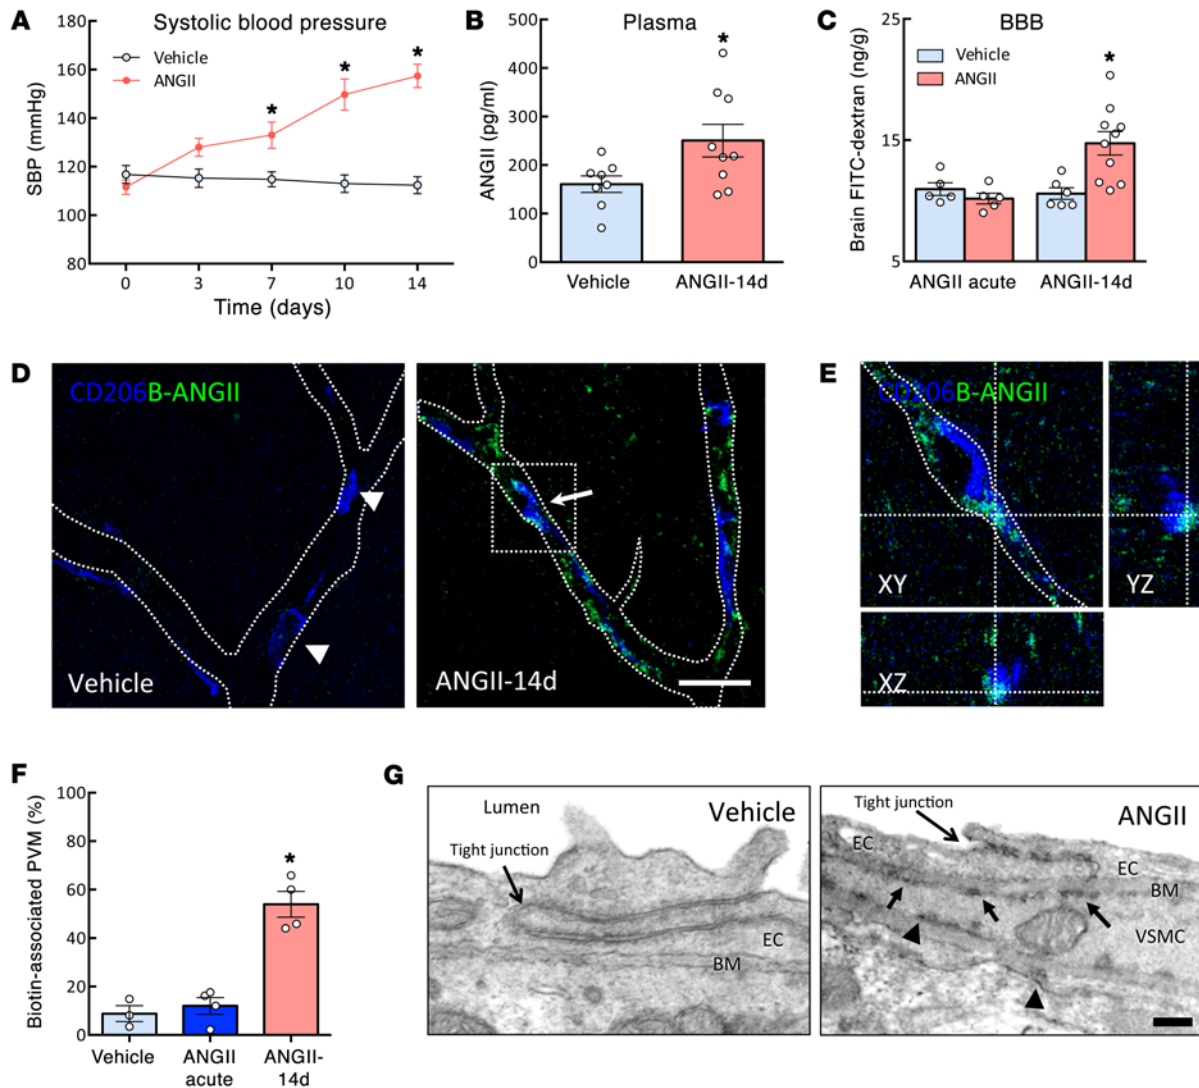 A
Systolic blood pressure
SBP (mmHg)
180
160
140
120
100
80
Vehicle
ANGII
*
*
*
0
3
7
10
14
Time (days)
B
Plasma
ANGII (pg/ml)
500
400
300
200
100
0
*
Vehicle
ANGII-14d
C
BBB
Brain FITC-dextran (ng/g)
25
15
5
Vehicle
ANGII
*
ANGII acute
ANGII-14d
D
CD206B-ANGII
Vehicle
ANGII-14d
E
CD206B-ANGII
XY
YZ
XZ
F
Biotin-associated PVM (%)
100
80
60
40
20
0
*
Vehicle
ANGII
acute
ANGII-
14d
G
Lumen
Vehicle
Tight junction
EC
BM
Tight junction
ANGII
EC
EC
BM
VSMC